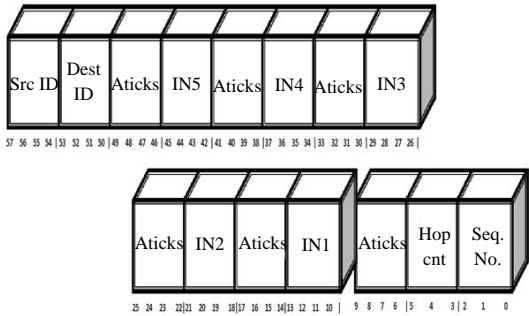 Src ID Dest ID Aticks IN5 Aticks IN4 Aticks IN3
57 56 55 54 | 53 52 51 50 | 49 48 47 46 | 45 44 43 42 | 41 40 39 38 | 37 36 35 34 | 33 32 31 30 | 29 28 27 26 |
Aticks IN2 Aticks IN1 Aticks Hop cnt Seq. No.
25 24 23 22 | 21 20 19 18 | 17 16 15 14 | 13 12 11 10 | 9 8 7 6 | 5 4 3 | 2 1 0